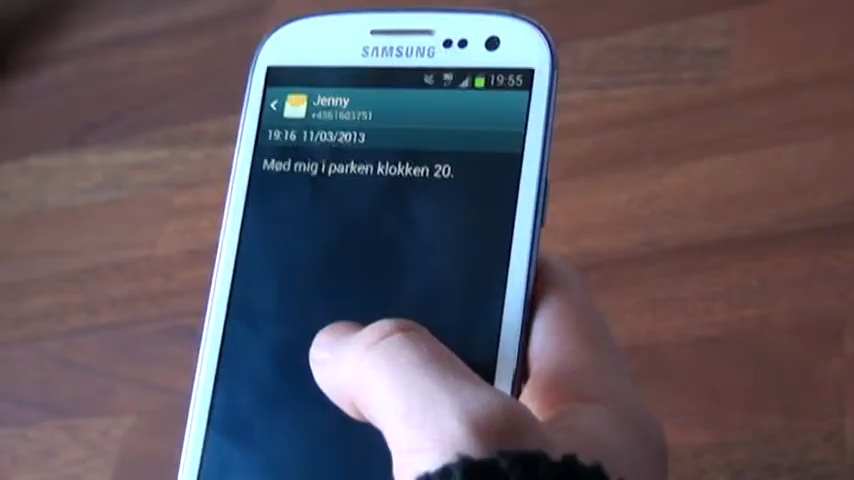 SAMSUNG
19:55
Jenny
+4561603751
19:16 11/03/2013
Mød mig i parken klokken 20.